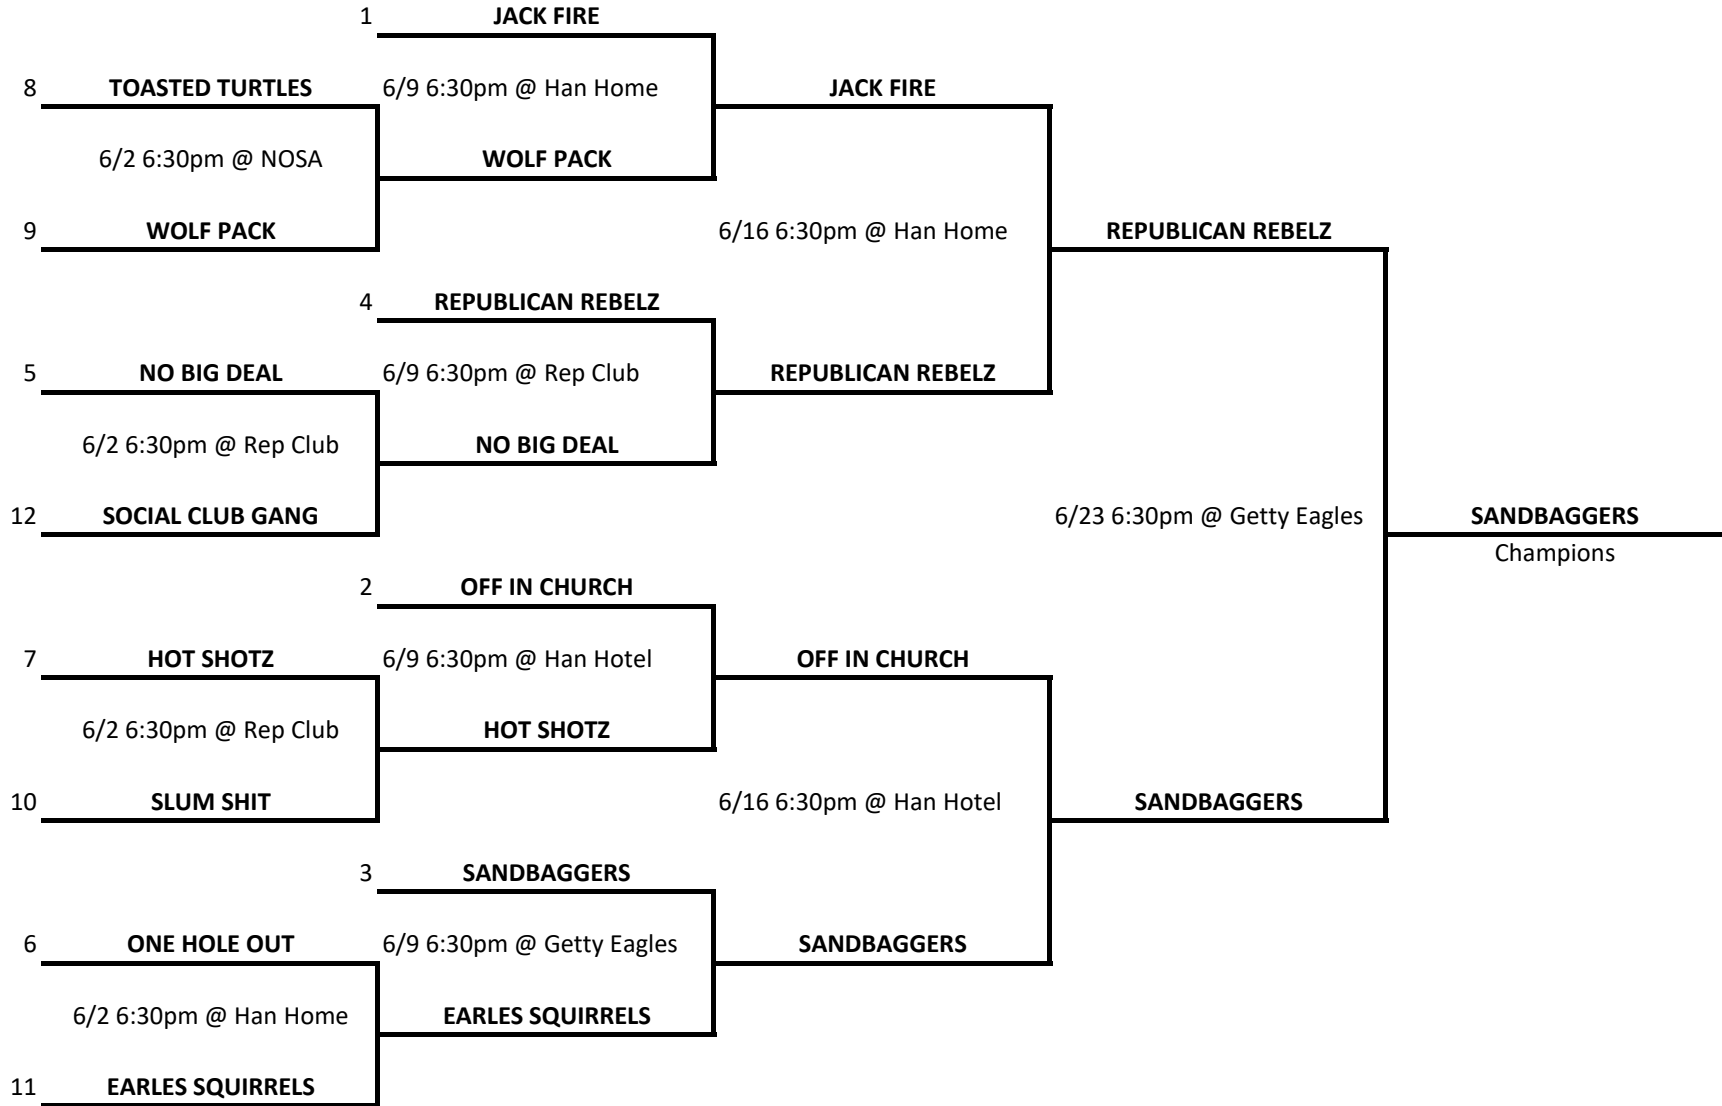 1 JACK FIRE
8 TOASTED TURTLES 6/9 6:30pm @ Han Home JACK FIRE
6/2 6:30pm @ NOSA WOLF PACK
9 WOLF PACK 6/16 6:30pm @ Han Home REPUBLICAN REBELZ
4 REPUBLICAN REBELZ
5 NO BIG DEAL 6/9 6:30pm @ Rep Club REPUBLICAN REBELZ
6/2 6:30pm @ Rep Club NO BIG DEAL
12 SOCIAL CLUB GANG 6/23 6:30pm @ Getty Eagles SANDBAGGERS
Champions
2 OFF IN CHURCH
7 HOT SHOTZ 6/9 6:30pm @ Han Hotel OFF IN CHURCH
6/2 6:30pm @ Rep Club HOT SHOTZ
10 SLUM SHIT 6/16 6:30pm @ Han Hotel SANDBAGGERS
3 SANDBAGGERS
6 ONE HOLE OUT 6/9 6:30pm @ Getty Eagles SANDBAGGERS
6/2 6:30pm @ Han Home EARLES SQUIRRELS
11 EARLES SQUIRRELS